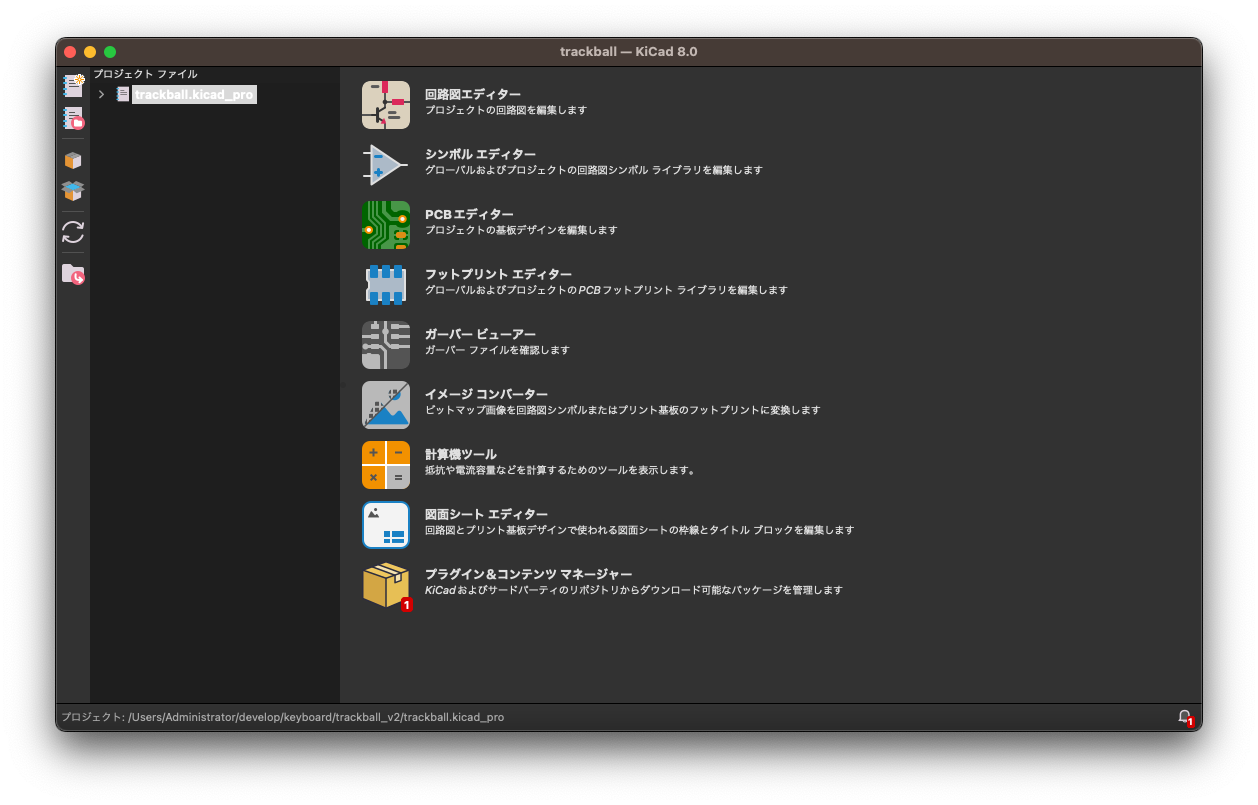 trackball — KiCad 8.0
プロジェクト ファイル
trackball.kicad_pro
回路図エディター
プロジェクトの回路図を編集します
シンボル エディター
グローバルおよびプロジェクトの回路図シンボル ライブラリを編集します
PCB エディター
プロジェクトの基板デザインを編集します
フットプリント エディター
グローバルおよびプロジェクトの PCB フットプリント ライブラリを編集します
ガーバー ビューアー
ガーバー ファイルを確認します
イメージ コンバーター
ビットマップ画像を回路図シンボルまたはプリント基板のフットプリントに変換します
計算機ツール
抵抗や電流容量などを計算するためのツールを表示します。
図面シート エディター
回路図とプリント基板デザインで使われる図面シートの枠線とタイトル ブロックを編集します
プラグイン＆コンテンツ マネージャー
KiCad およびサードパーティのリポジトリからダウンロード可能なパッケージを管理します
1
プロジェクト: /Users/Administrator/develop/keyboard/trackball_v2/trackball.kicad_pro
1